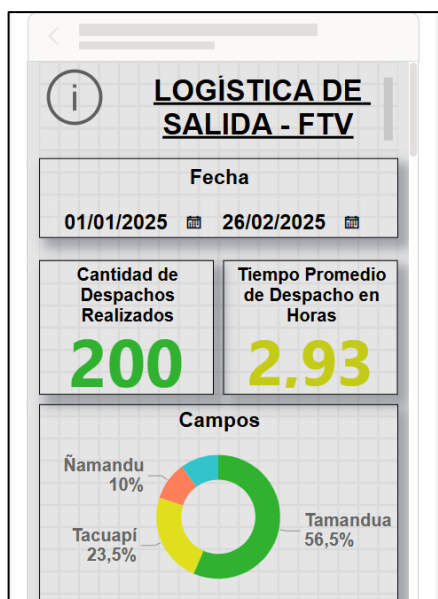 LOGÍSTICA DE
SALIDA - FTV
Fecha
01/01/2025 26/02/2025
Cantidad de
Despachos
Realizados
200
Tiempo Promedio
de Despacho en
Horas
2,93
Campos
Ñamandu
10%
Tacuapí
23,5%
Tamandua
56,5%